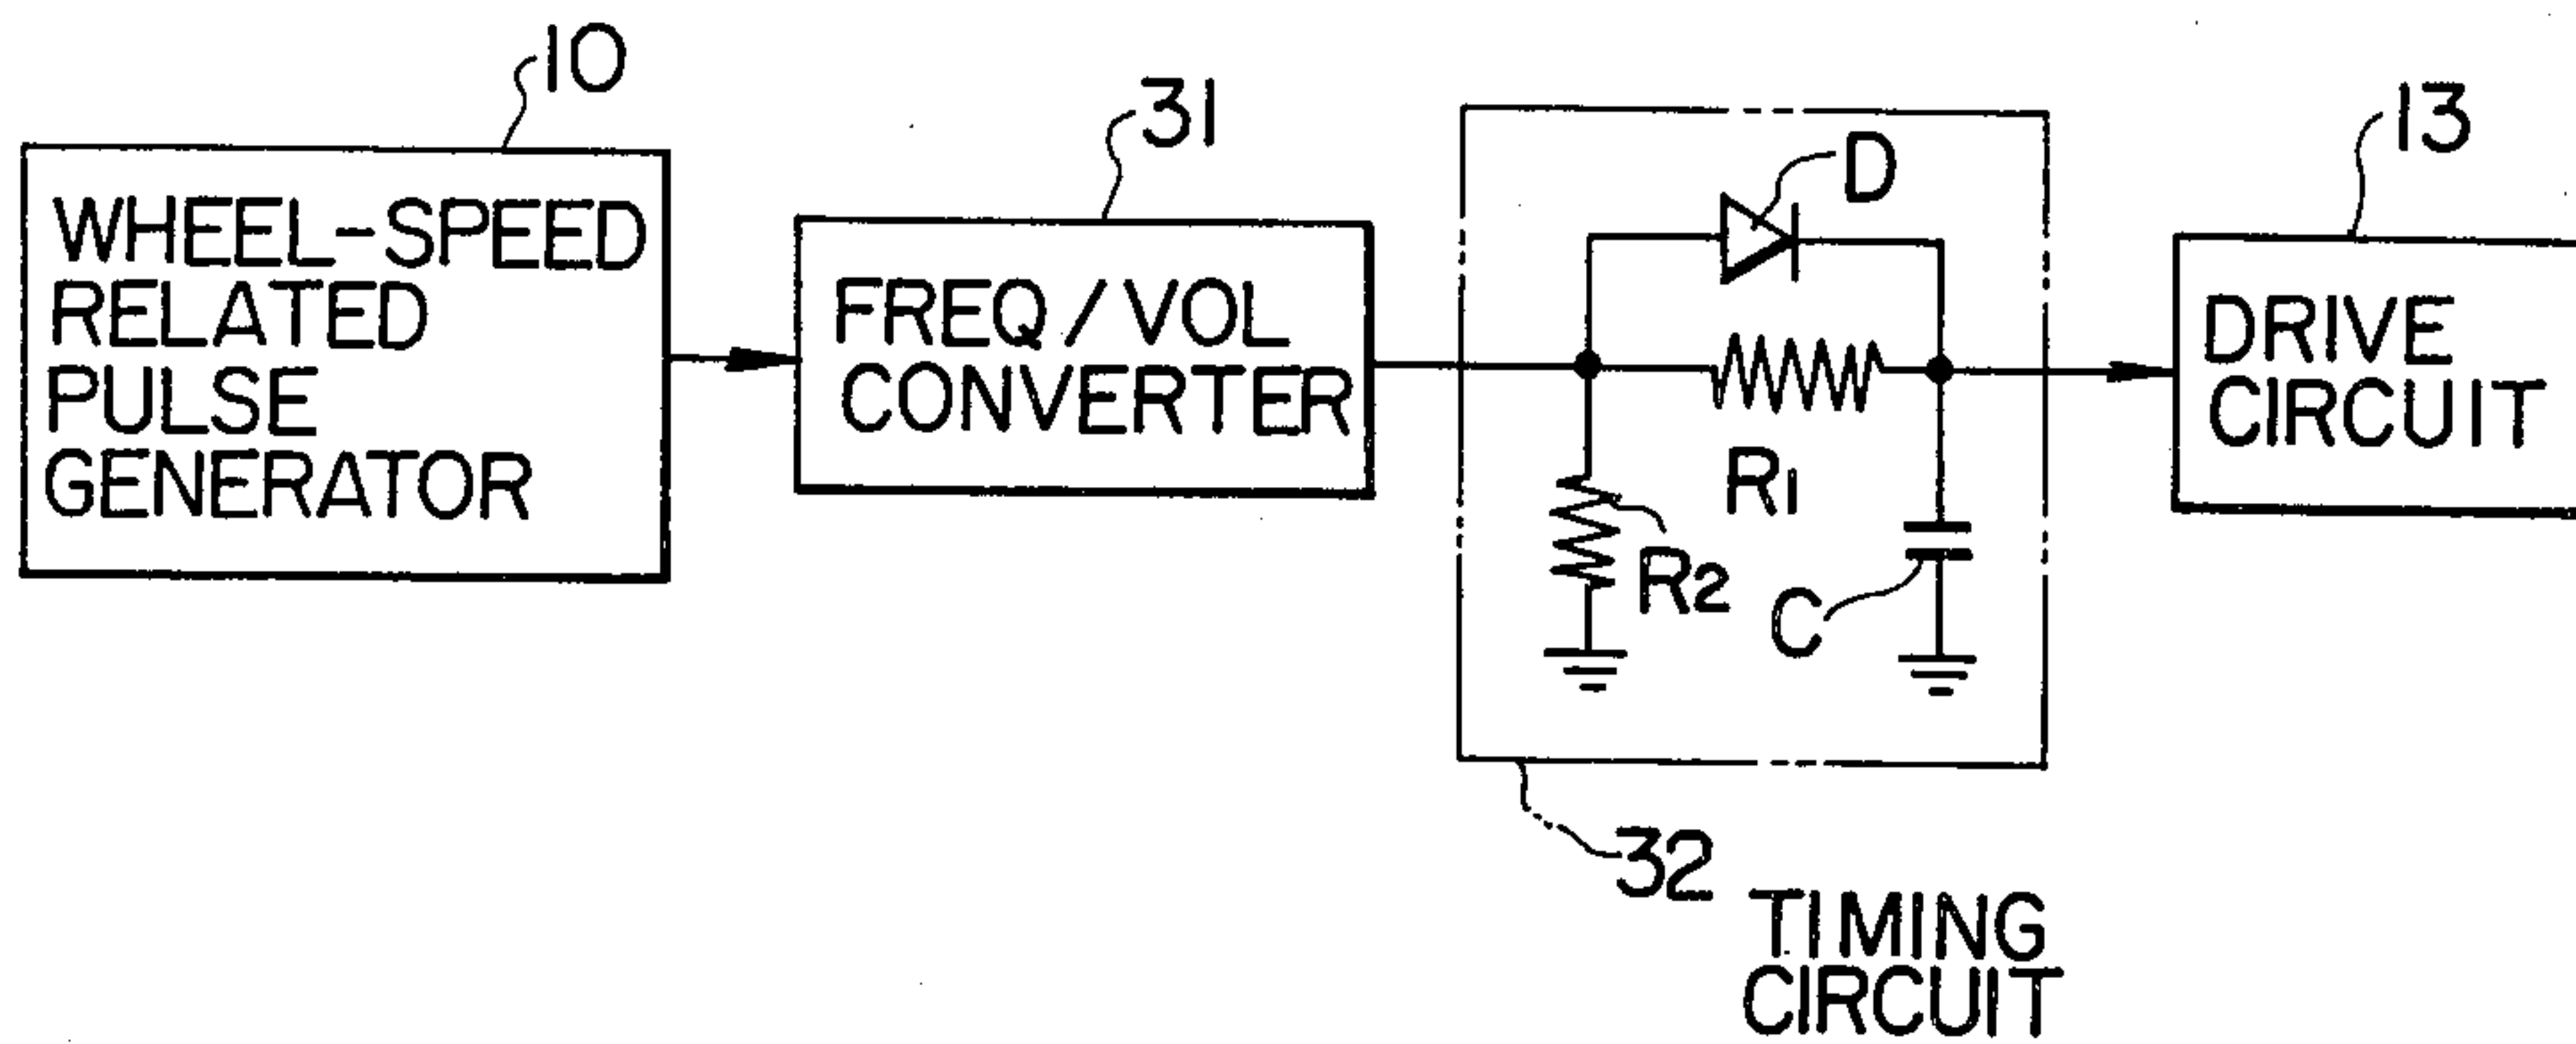 10
WHEEL-SPEED
RELATED
PULSE
GENERATOR
31
FREQ/VOL
CONVERTER
D
R1
R2
C
32
TIMING
CIRCUIT
13
DRIVE
CIRCUIT